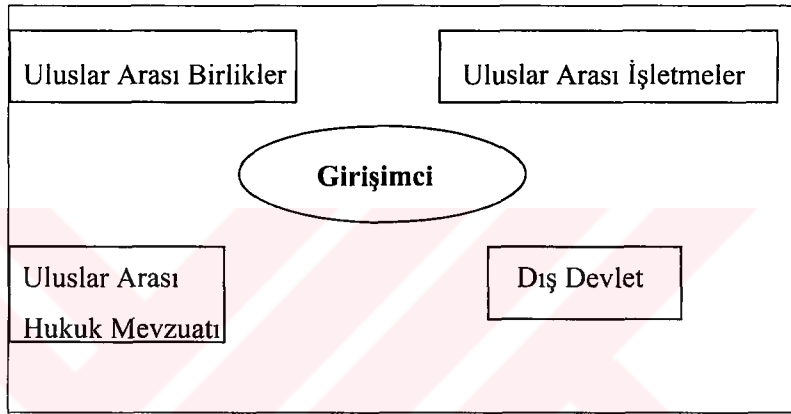 Uluslar Arası Birlikler
Uluslar Arası İşletmeler
Girişimci
Uluslar Arası
Hukuk Mevzuatı
Dış Devlet